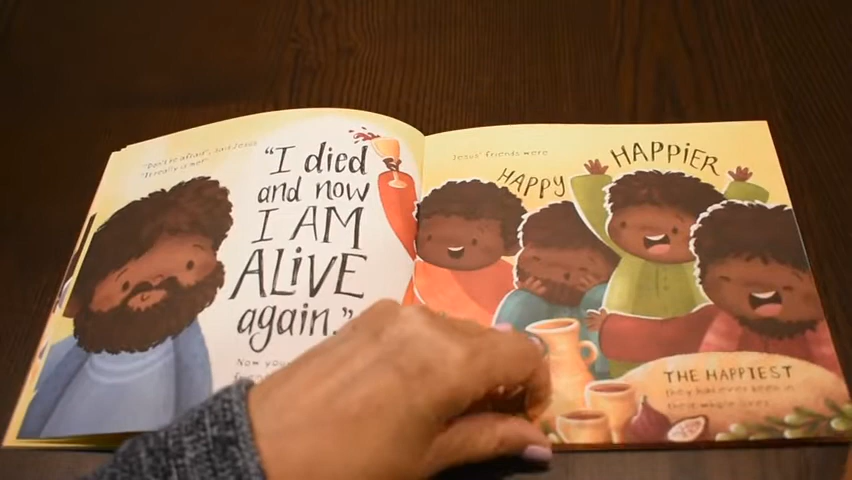 "Don't be afraid", said Jesus.
"It really is me."
"I died
and now
I AM
ALIVE
again."
Now your
Jesus' friends were
HAPPY
HAPPIER
THE HAPPIEST
they had ever been in
their whole lives.